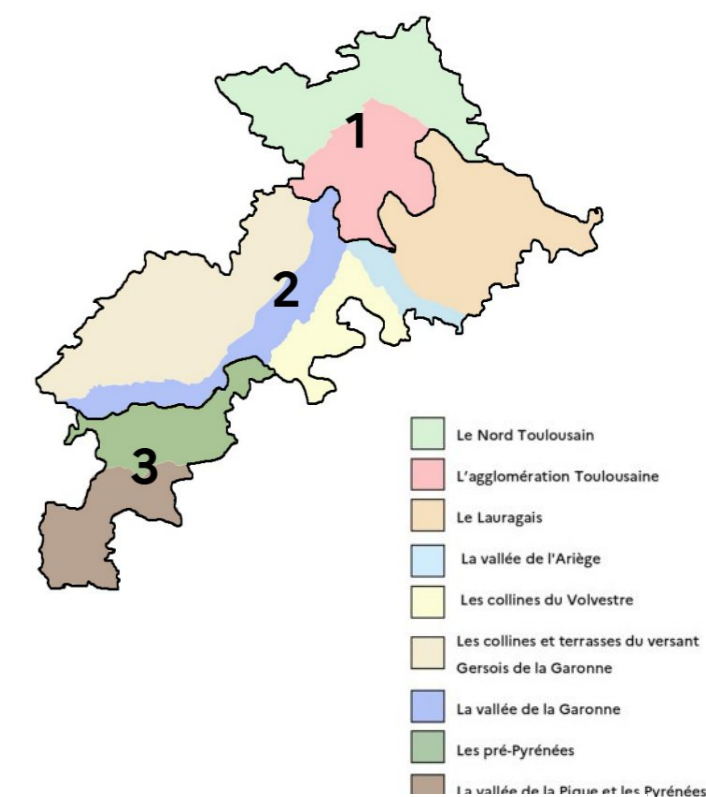 1
2
3
Le Nord Toulousain
L'agglomération Toulousaine
Le Lauragais
La vallée de l'Ariège
Les collines du Volvestre
Les collines et terrasses du versant
Gersois de la Garonne
La vallée de la Garonne
Les pré-Pyrénées
La vallée de la Pique et les Pyrénées